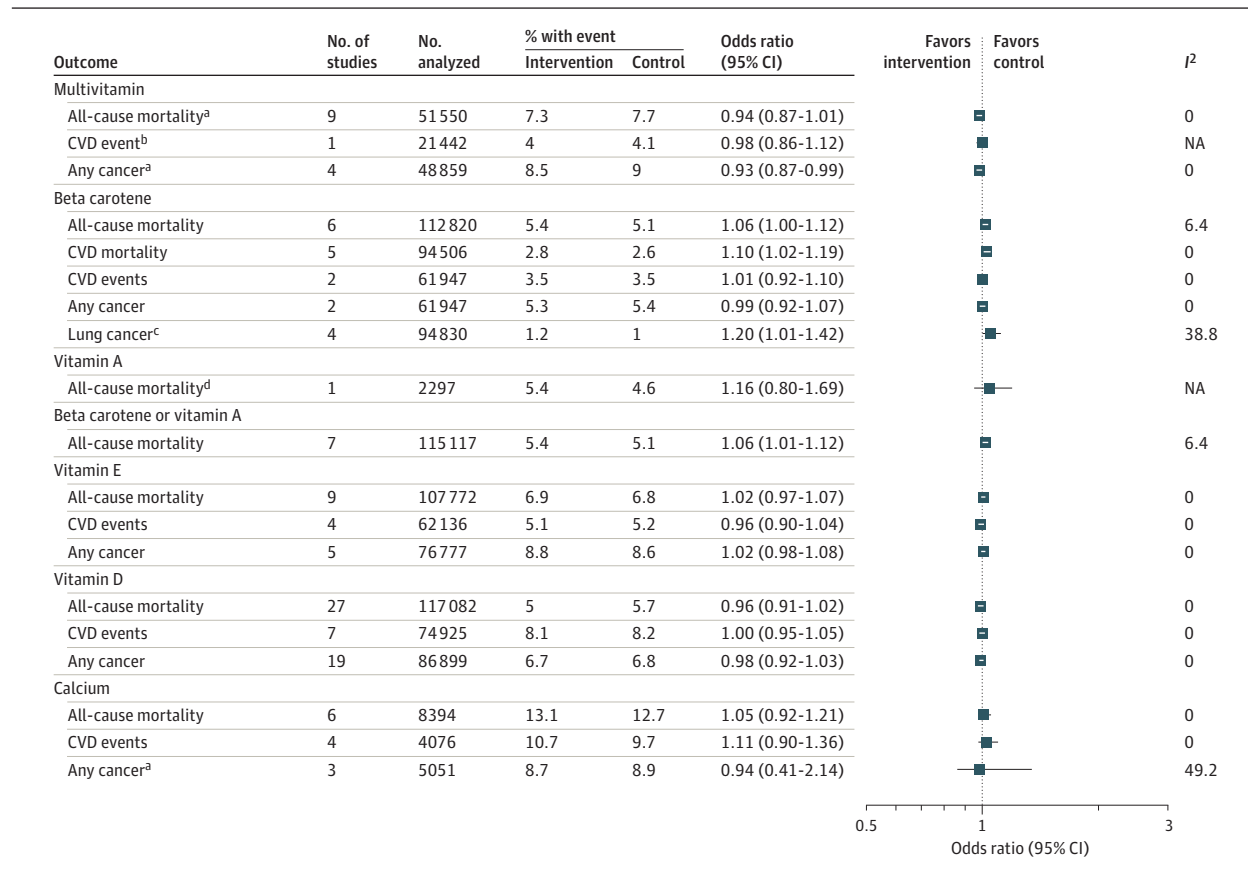 Outcome No. of studies No. analyzed % with event Intervention Control Odds ratio (95% CI) Favors intervention Favors control I²
Multivitamin
All-cause mortalityᵃ 9 51550 7.3 7.7 0.94 (0.87-1.01) 0
CVD eventᵇ 1 21442 4 4.1 0.98 (0.86-1.12) NA
Any cancerᵃ 4 48859 8.5 9 0.93 (0.87-0.99) 0
Beta carotene
All-cause mortality 6 112820 5.4 5.1 1.06 (1.00-1.12) 6.4
CVD mortality 5 94506 2.8 2.6 1.10 (1.02-1.19) 0
CVD events 2 61947 3.5 3.5 1.01 (0.92-1.10) 0
Any cancer 2 61947 5.3 5.4 0.99 (0.92-1.07) 0
Lung cancerᶜ 4 94830 1.2 1 1.20 (1.01-1.42) 38.8
Vitamin A
All-cause mortalityᵈ 1 2297 5.4 4.6 1.16 (0.80-1.69) NA
Beta carotene or vitamin A
All-cause mortality 7 115117 5.4 5.1 1.06 (1.01-1.12) 6.4
Vitamin E
All-cause mortality 9 107772 6.9 6.8 1.02 (0.97-1.07) 0
CVD events 4 62136 5.1 5.2 0.96 (0.90-1.04) 0
Any cancer 5 76777 8.8 8.6 1.02 (0.98-1.08) 0
Vitamin D
All-cause mortality 27 117082 5 5.7 0.96 (0.91-1.02) 0
CVD events 7 74925 8.1 8.2 1.00 (0.95-1.05) 0
Any cancer 19 86899 6.7 6.8 0.98 (0.92-1.03) 0
Calcium
All-cause mortality 6 8394 13.1 12.7 1.05 (0.92-1.21) 0
CVD events 4 4076 10.7 9.7 1.11 (0.90-1.36) 0
Any cancerᵃ 3 5051 8.7 8.9 0.94 (0.41-2.14) 49.2
0.5 1 3
Odds ratio (95% CI)